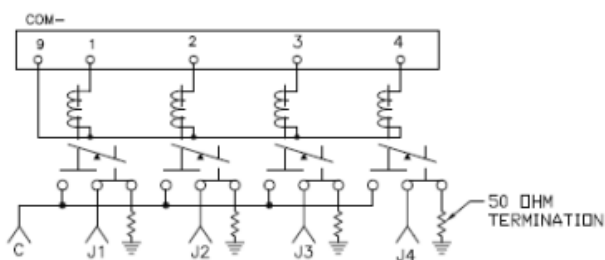 COM-
9 1 2 3 4
50 OHM
TERMINATION
C J1 J2 J3 J4